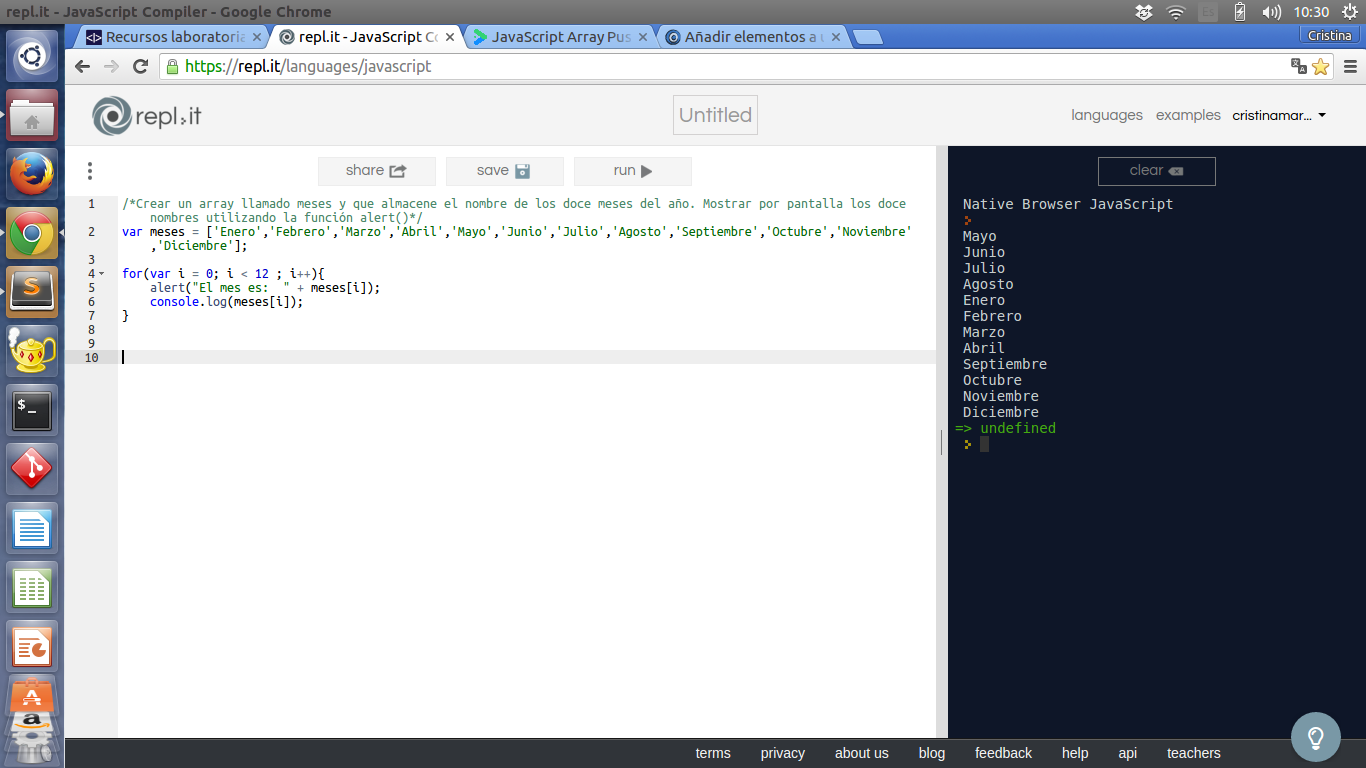 repl.it - JavaScript Compiler - Google Chrome
Es
10:30
Recursos laboratoria
repl.it - JavaScript Co
JavaScript Array Pus
Añadir elementos a u
Cristina
https://repl.it/languages/javascript
repl.it
Untitled
languages
examples
cristinamar...
share
save
run
clear
1 /*Crear un array llamado meses y que almacene el nombre de los doce meses del año. Mostrar por pantalla los doce
nombres utilizando la función alert()*/
2 var meses = ['Enero','Febrero','Marzo','Abril','Mayo','Junio','Julio','Agosto','Septiembre','Octubre','Noviembre'
,'Diciembre'];
3
4 for(var i = 0; i < 12 ; i++){
5 alert("El mes es:  " + meses[i]);
6 console.log(meses[i]);
7 }
8
9
10
Native Browser JavaScript
Mayo
Junio
Julio
Agosto
Enero
Febrero
Marzo
Abril
Septiembre
Octubre
Noviembre
Diciembre
=> undefined
terms
privacy
about us
blog
feedback
help
api
teachers